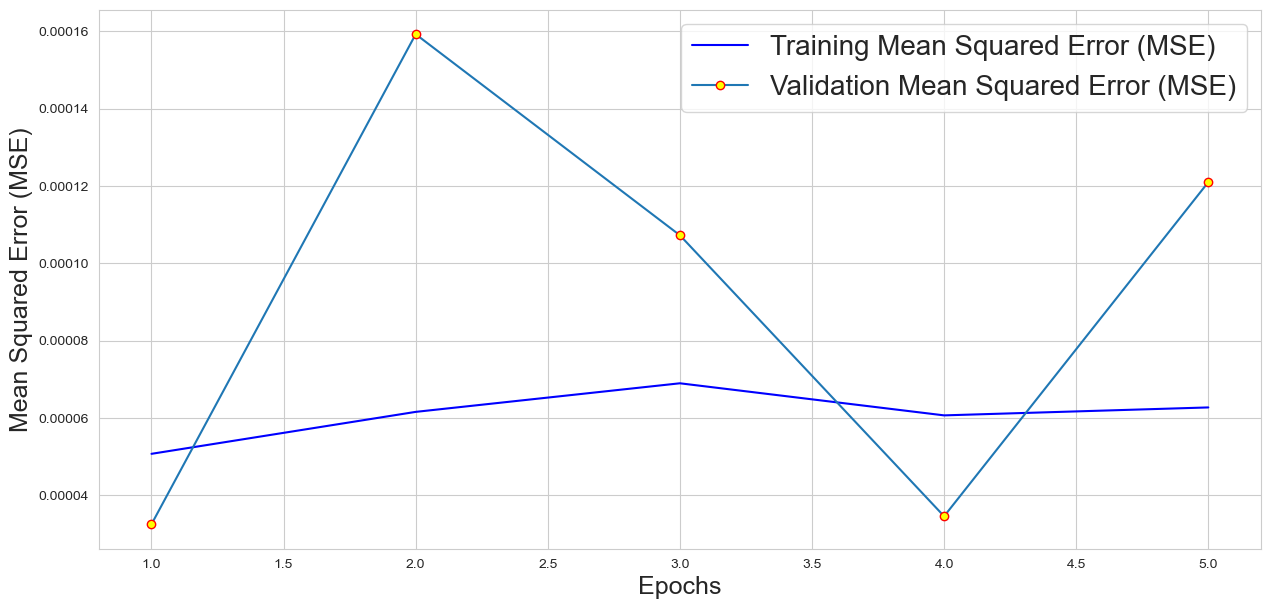 Training Mean Squared Error (MSE)
Validation Mean Squared Error (MSE)
Mean Squared Error (MSE)
0.00016
0.00014
0.00012
0.00010
0.00008
0.00006
0.00004
1.0 1.5 2.0 2.5 3.0 3.5 4.0 4.5 5.0
Epochs